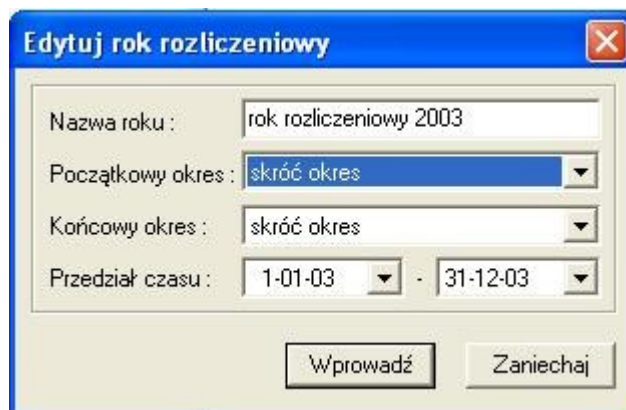 Edytuj rok rozliczeniowy
Nazwa roku : rok rozliczeniowy 2003
Początkowy okres : skróć okres
Końcowy okres : skróć okres
Przedział czasu : 1-01-03 - 31-12-03
Wprowadź Zaniechaj